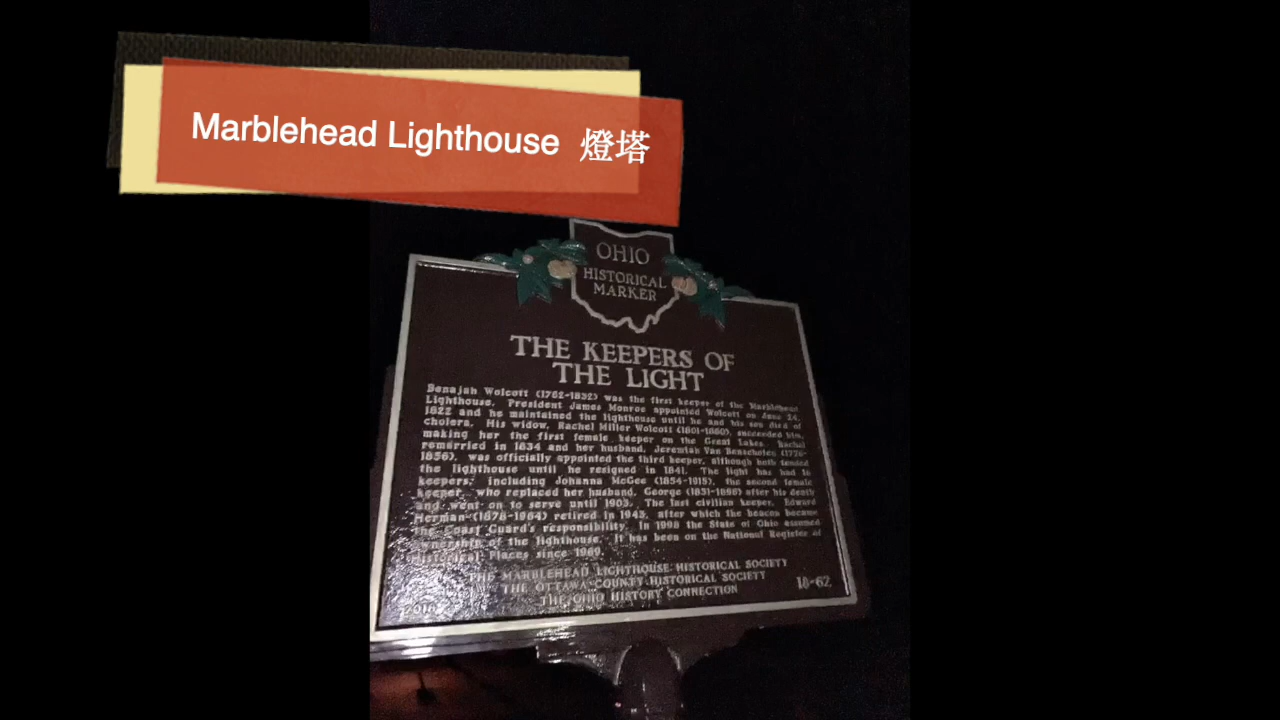 Marblehead Lighthouse 燈塔
OHIO
HISTORICAL
MARKER
THE KEEPERS OF
THE LIGHT
Benajah Wolcott (1762-1832) was the first keeper of the Marblehead
Lighthouse. President James Monroe appointed Wolcott on June 24,
1822 and he maintained the lighthouse until he and his son died of
cholera. His widow, Rachel Miller Wolcott (1801-1860), succeeded him,
making her the first female keeper on the Great Lakes. Rachel
remarried in 1834 and her husband, Jeremiah Van Benschoter (1776-
1856), was officially appointed the third keeper, although both tended
the lighthouse until he resigned in 1841. The light has had 15
keepers, including Johanna McGee (1854-1915), the second female
keeper, who replaced her husband, George (1851-1896) after his death
and went on to serve until 1903. The last civilian keeper, Edward
Herman (1878-1964) retired in 1943, after which the beacon became
the Coast Guard's responsibility. In 1998 the State of Ohio assumed
ownership of the lighthouse. It has been on the National Register of
Historical Places since 1969.
THE MARBLEHEAD LIGHTHOUSE HISTORICAL SOCIETY
THE OTTAWA COUNTY HISTORICAL SOCIETY
THE OHIO HISTORY CONNECTION
18-62